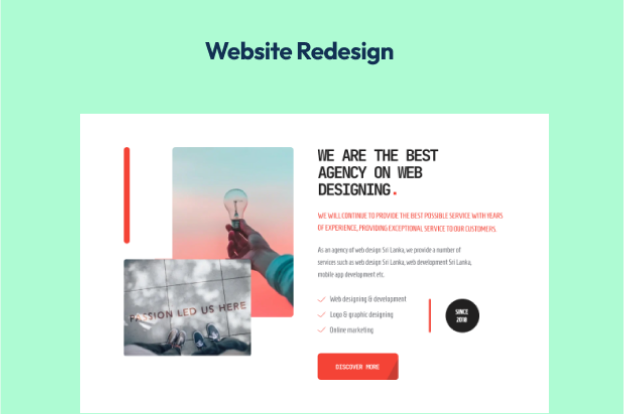 Website Redesign
WE ARE THE BEST
AGENCY ON WEB
DESIGNING.
WE WILL CONTINUE TO PROVIDE THE BEST POSSIBLE SERVICE WITH YEARS
OF EXPERIENCE, PROVIDING EXCEPTIONAL SERVICE TO OUR CUSTOMERS.
As an agency of web design Sri Lanka, we provide a number of
services such as web design Sri Lanka, web development Sri Lanka,
mobile app development etc.
PASSION LED US HERE
Web designing & development
Logo & graphic designing
Online marketing
SINCE
2010
DISCOVER MORE